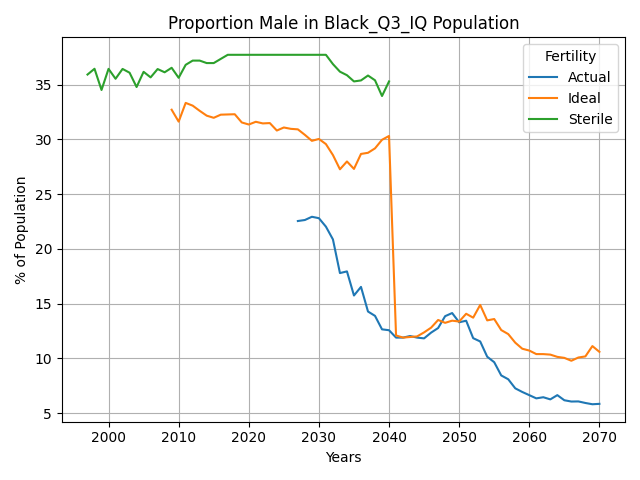 Proportion Male in Black_Q3_IQ Population
Fertility
Actual
Ideal
Sterile
% of Population
35
30
25
20
15
10
5
2000 2010 2020 2030 2040 2050 2060 2070
Years